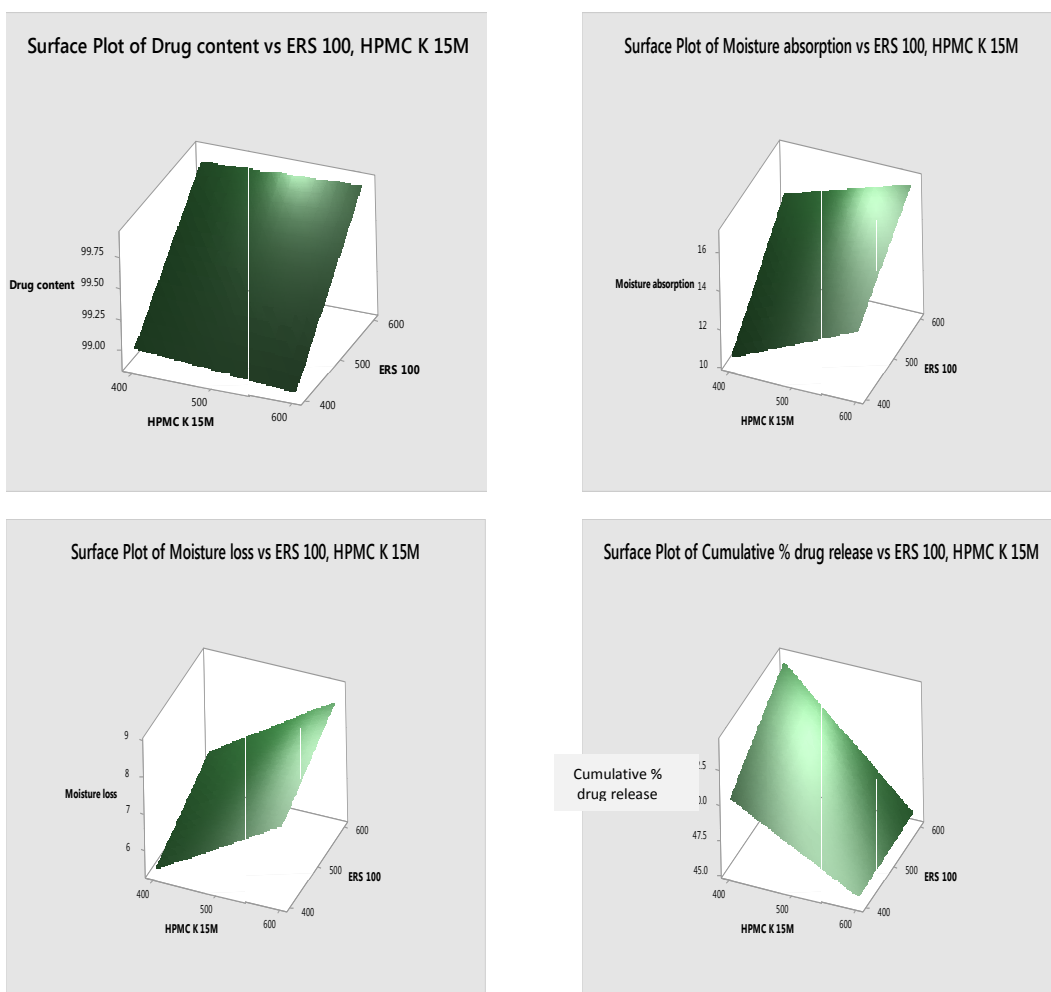 Surface Plot of Drug content vs ERS 100, HPMC K 15M
99.75
Drug content 99.50
99.25
99.00
600
500 ERS 100
400
400
500
600
HPMC K 15M
Surface Plot of Moisture absorption vs ERS 100, HPMC K 15M
16
Moisture absorption 14
12
10
600
500 ERS 100
400
400
500
600
HPMC K 15M
Surface Plot of Moisture loss vs ERS 100, HPMC K 15M
9
8
Moisture loss
7
6
600
500 ERS 100
400
400
500
600
HPMC K 15M
Surface Plot of Cumulative % drug release vs ERS 100, HPMC K 15M
Cumulative %
drug release
2.5
0.0
47.5
45.0
600
500 ERS 100
400
400
500
600
HPMC K 15M